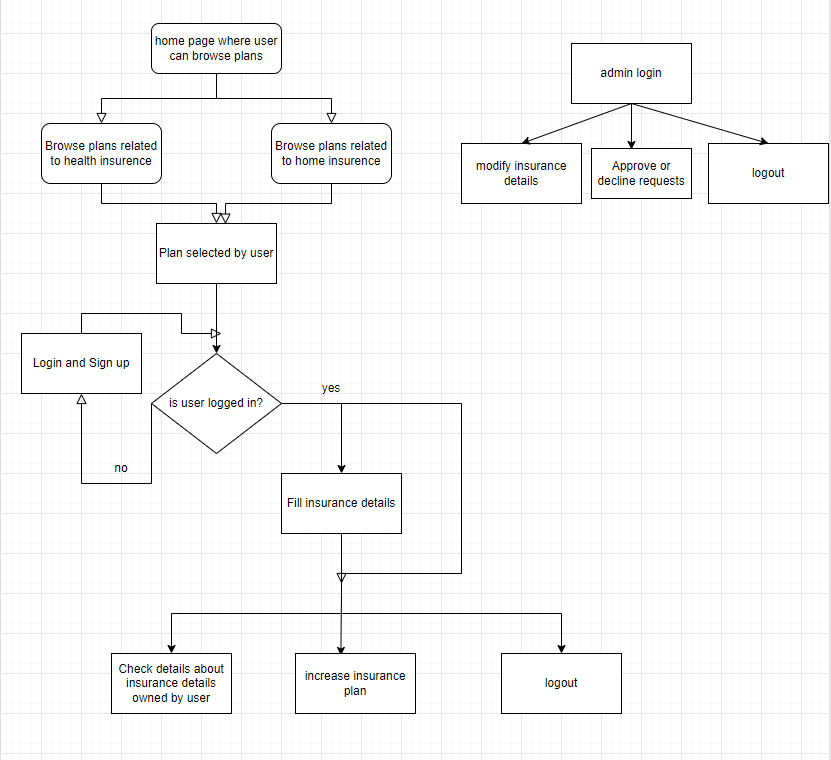 home page where user
can browse plans
admin login
Browse plans related
to health insurence
Browse plans related
to home insurence
modify insurance
details
Approve or
decline requests
logout
Plan selected by user
Login and Sign up
is user logged in?
yes
no
Fill insurance details
Check details about
insurance details
owned by user
increase insurance
plan
logout